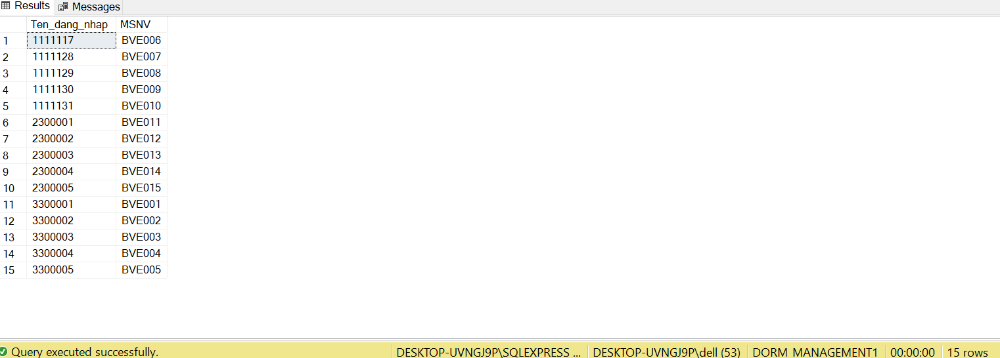 Results Messages
Ten_dang_nhap MSNV
1 1111117 BVE006
2 1111128 BVE007
3 1111129 BVE008
4 1111130 BVE009
5 1111131 BVE010
6 2300001 BVE011
7 2300002 BVE012
8 2300003 BVE013
9 2300004 BVE014
10 2300005 BVE015
11 3300001 BVE001
12 3300002 BVE002
13 3300003 BVE003
14 3300004 BVE004
15 3300005 BVE005
Query executed successfully. DESKTOP-UVNGJ9P\SQLEXPRESS ... DESKTOP-UVNGJ9P\dell (53) DORM_MANAGEMENT1 00:00:00 15 rows